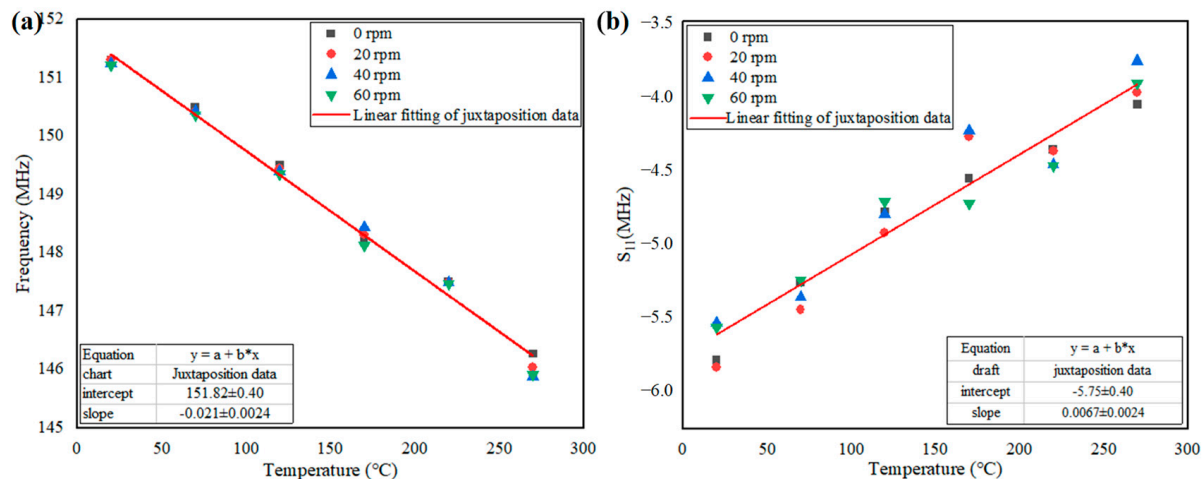 (a)
152
151
150
149
148
147
146
145
Frequency (MHz)
0 rpm
20 rpm
40 rpm
60 rpm
Linear fitting of juxtaposition data
Equation y = a + b*x
chart Juxtaposition data
intercept 151.82±0.40
slope -0.021±0.0024
0 50 100 150 200 250 300
Temperature (℃)
(b)
−3.5
−4.0
−4.5
−5.0
−5.5
−6.0
S11(MHz)
0 rpm
20 rpm
40 rpm
60 rpm
Linear fitting of juxtaposition data
Equation y = a + b*x
draft juxtaposition data
intercept -5.75±0.40
slope 0.0067±0.0024
0 50 100 150 200 250 300
Temperature (℃)